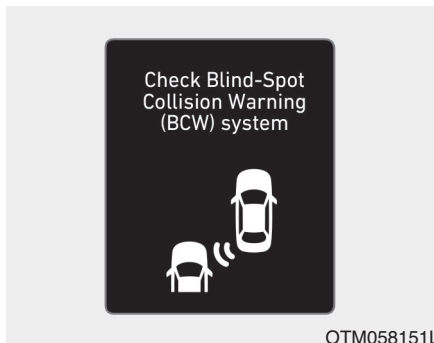 Check Blind-Spot
Collision Warning
(BCW) system
OTM058151L